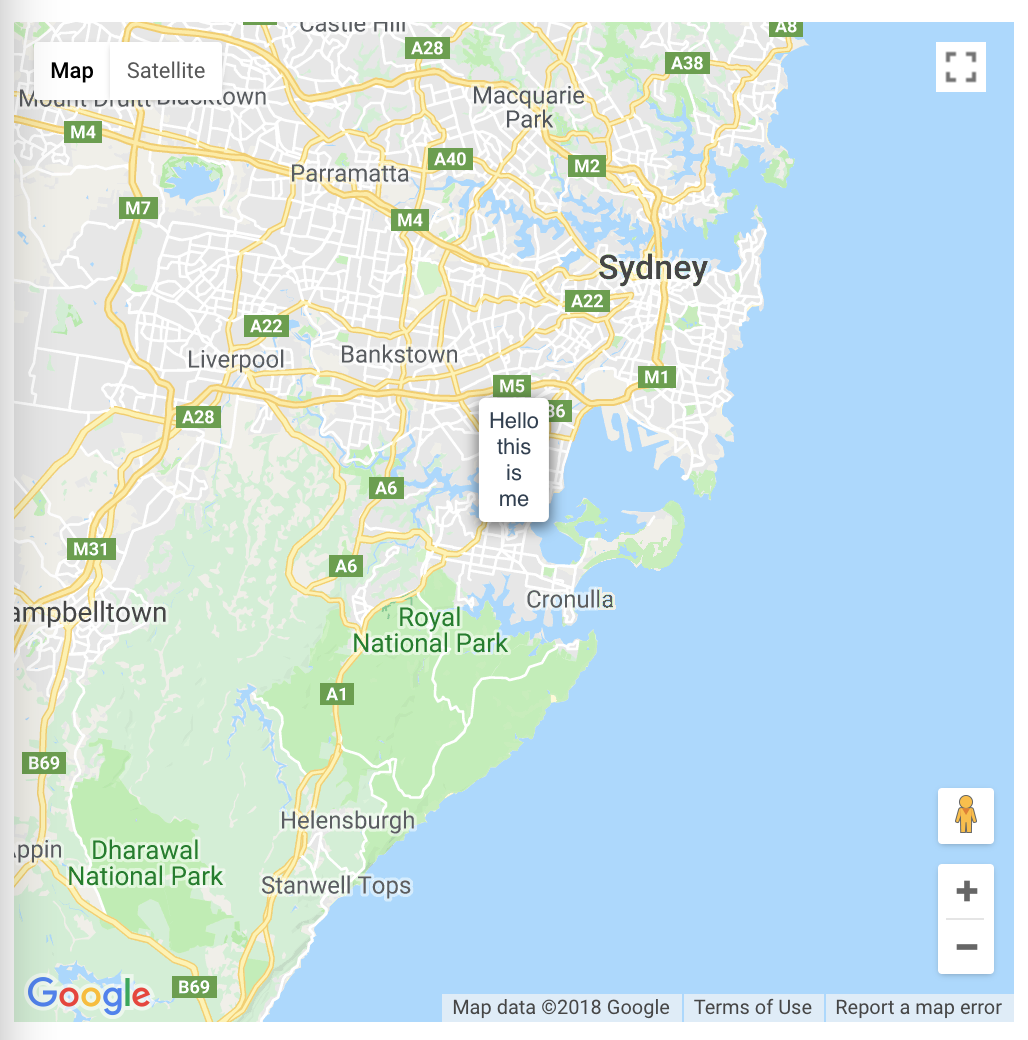 Castle Hill
A8
A28
Map Satellite
A38
Mount Druitt Blacktown
Macquarie
Park
M4
A40
M2
Parramatta
M7
M4
Sydney
A22
A22
Liverpool
Bankstown
M1
M5
A28
Hello
this
is
me
36
A6
M31
A6
Cronulla
ampbelltown
Royal
National Park
A1
B69
Helensburgh
Appin
Dharawal
National Park
Stanwell Tops
B69
Google
Map data ©2018 Google
Terms of Use
Report a map error